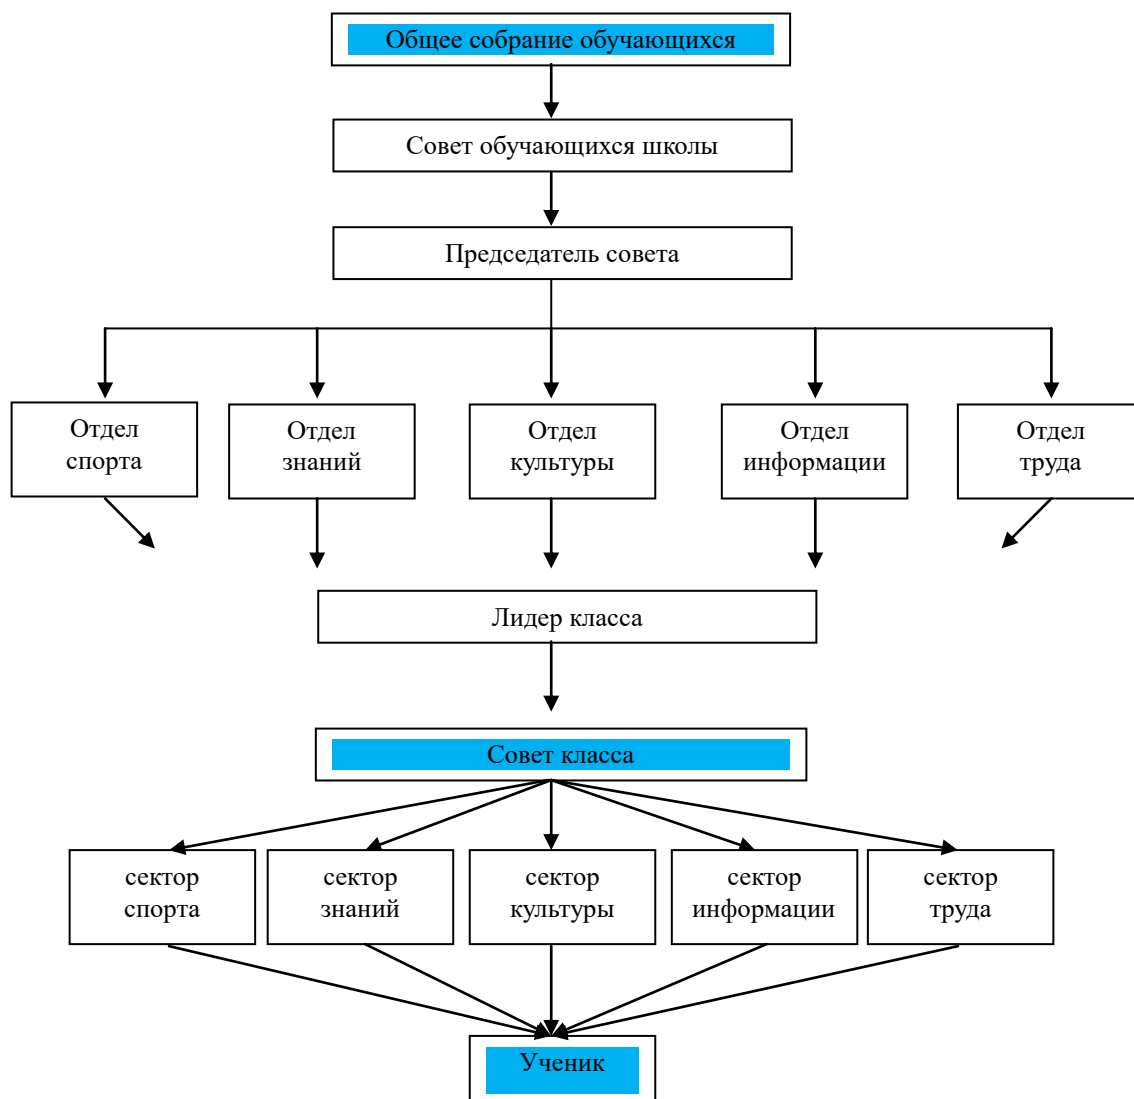 Общее собрание обучающихся
Совет обучающихся школы
Председатель совета
Отдел
спорта
Отдел
знаний
Отдел
культуры
Отдел
информации
Отдел
труда
Лидер класса
Совет класса
сектор
спорта
сектор
знаний
сектор
культуры
сектор
информации
сектор
труда
Ученик